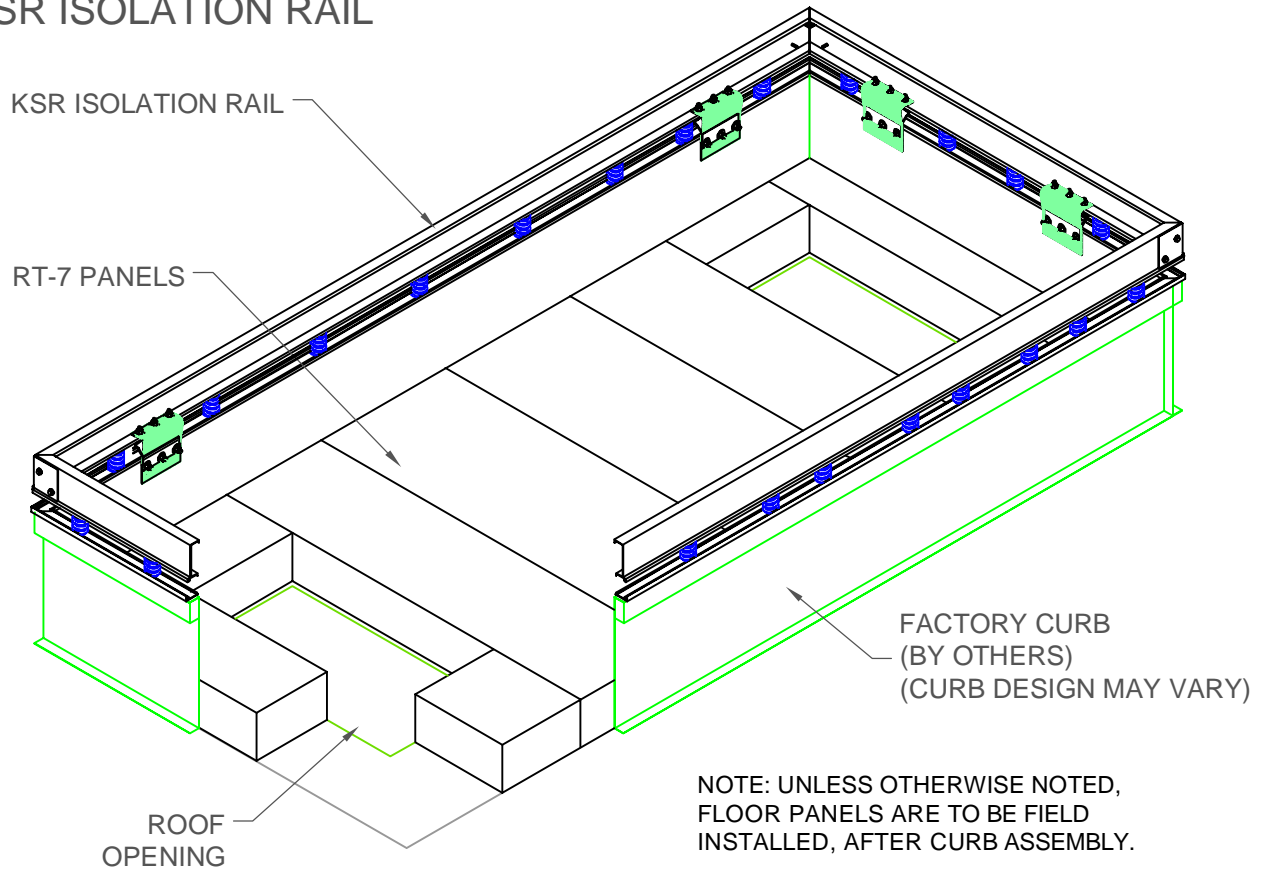 SR ISOLATION RAIL
KSR ISOLATION RAIL
RT-7 PANELS
FACTORY CURB
(BY OTHERS)
(CURB DESIGN MAY VARY)
NOTE: UNLESS OTHERWISE NOTED,
FLOOR PANELS ARE TO BE FIELD
INSTALLED, AFTER CURB ASSEMBLY.
ROOF
OPENING